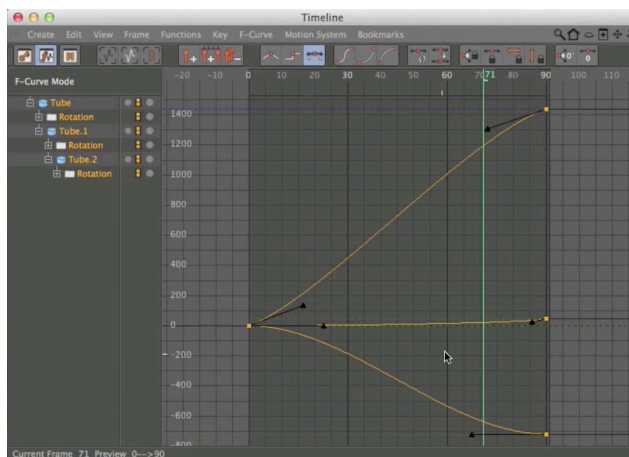 Timeline
Create Edit View Frame Functions Key F-Curve Motion System Bookmarks
F-Curve Mode
-20 -10 0 10 20 30 40 50 60 70 71 80 90 100 110
Tube
Rotation
Tube.1
Rotation
Tube.2
Rotation
1400
1200
1000
800
600
400
200
0
-200
-400
-600
-800
Current Frame 71 Preview 0-->90